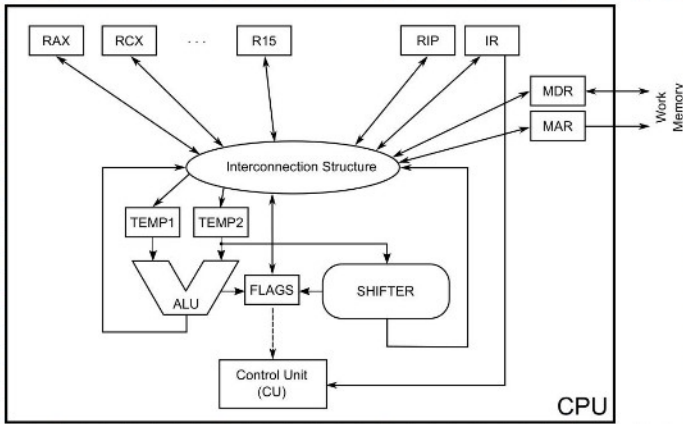 RAX
RCX
...
R15
RIP
IR
MDR
MAR
Work
Memory
Interconnection Structure
TEMP1
TEMP2
ALU
FLAGS
SHIFTER
Control Unit
(CU)
CPU